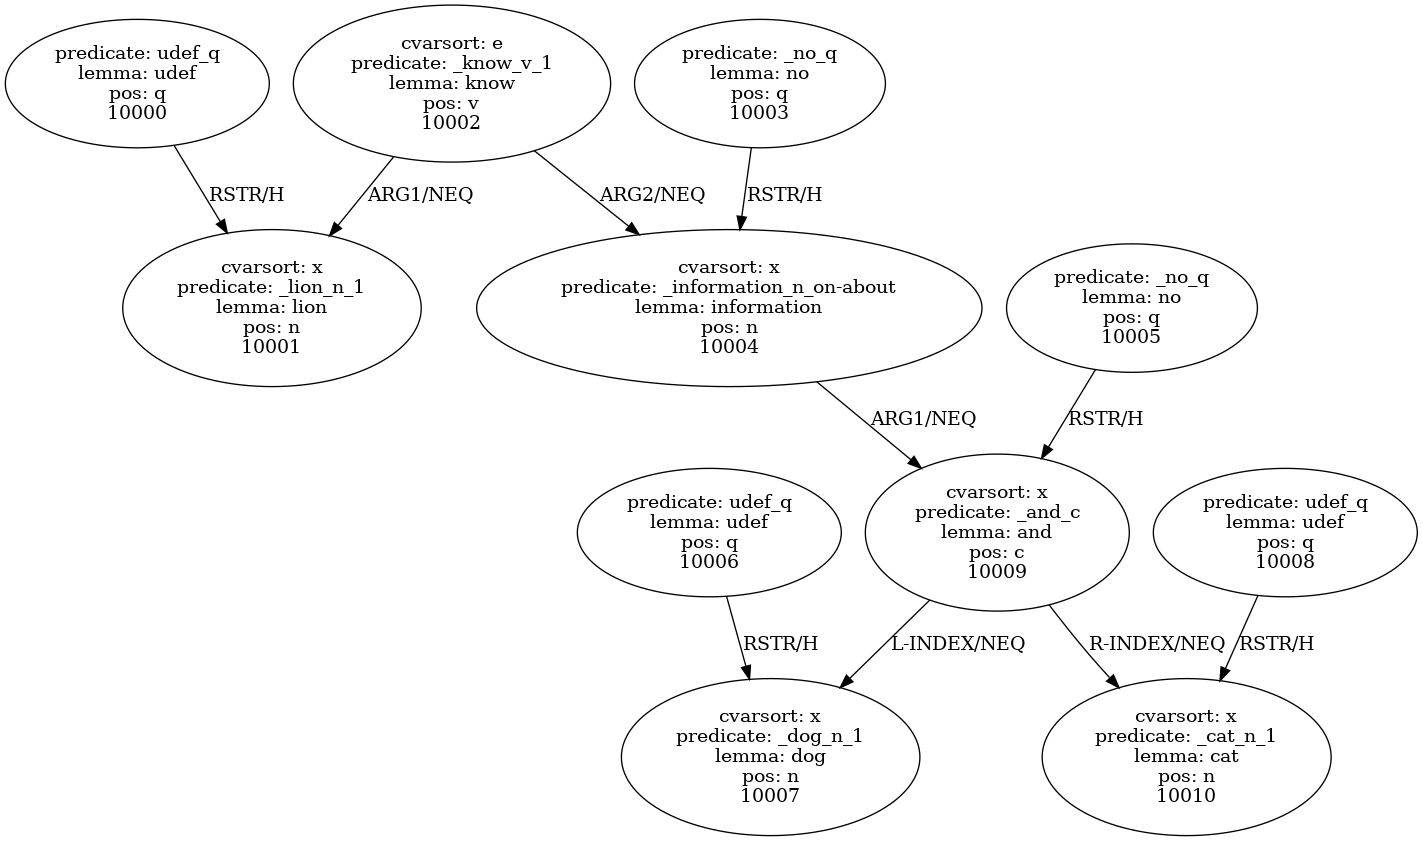 predicate: udef_q
lemma: udef
pos: q
10000
cvarsort: e
predicate: _know_v_1
lemma: know
pos: v
10002
predicate: _no_q
lemma: no
pos: q
10003
RSTR/H
ARG1/NEQ
ARG2/NEQ
RSTR/H
cvarsort: x
predicate: _lion_n_1
lemma: lion
pos: n
10001
cvarsort: x
predicate: _information_n_on-about
lemma: information
pos: n
10004
predicate: _no_q
lemma: no
pos: q
10005
ARG1/NEQ
RSTR/H
predicate: udef_q
lemma: udef
pos: q
10006
cvarsort: x
predicate: _and_c
lemma: and
pos: c
10009
predicate: udef_q
lemma: udef
pos: q
10008
RSTR/H
L-INDEX/NEQ
R-INDEX/NEQ
RSTR/H
cvarsort: x
predicate: _dog_n_1
lemma: dog
pos: n
10007
cvarsort: x
predicate: _cat_n_1
lemma: cat
pos: n
10010